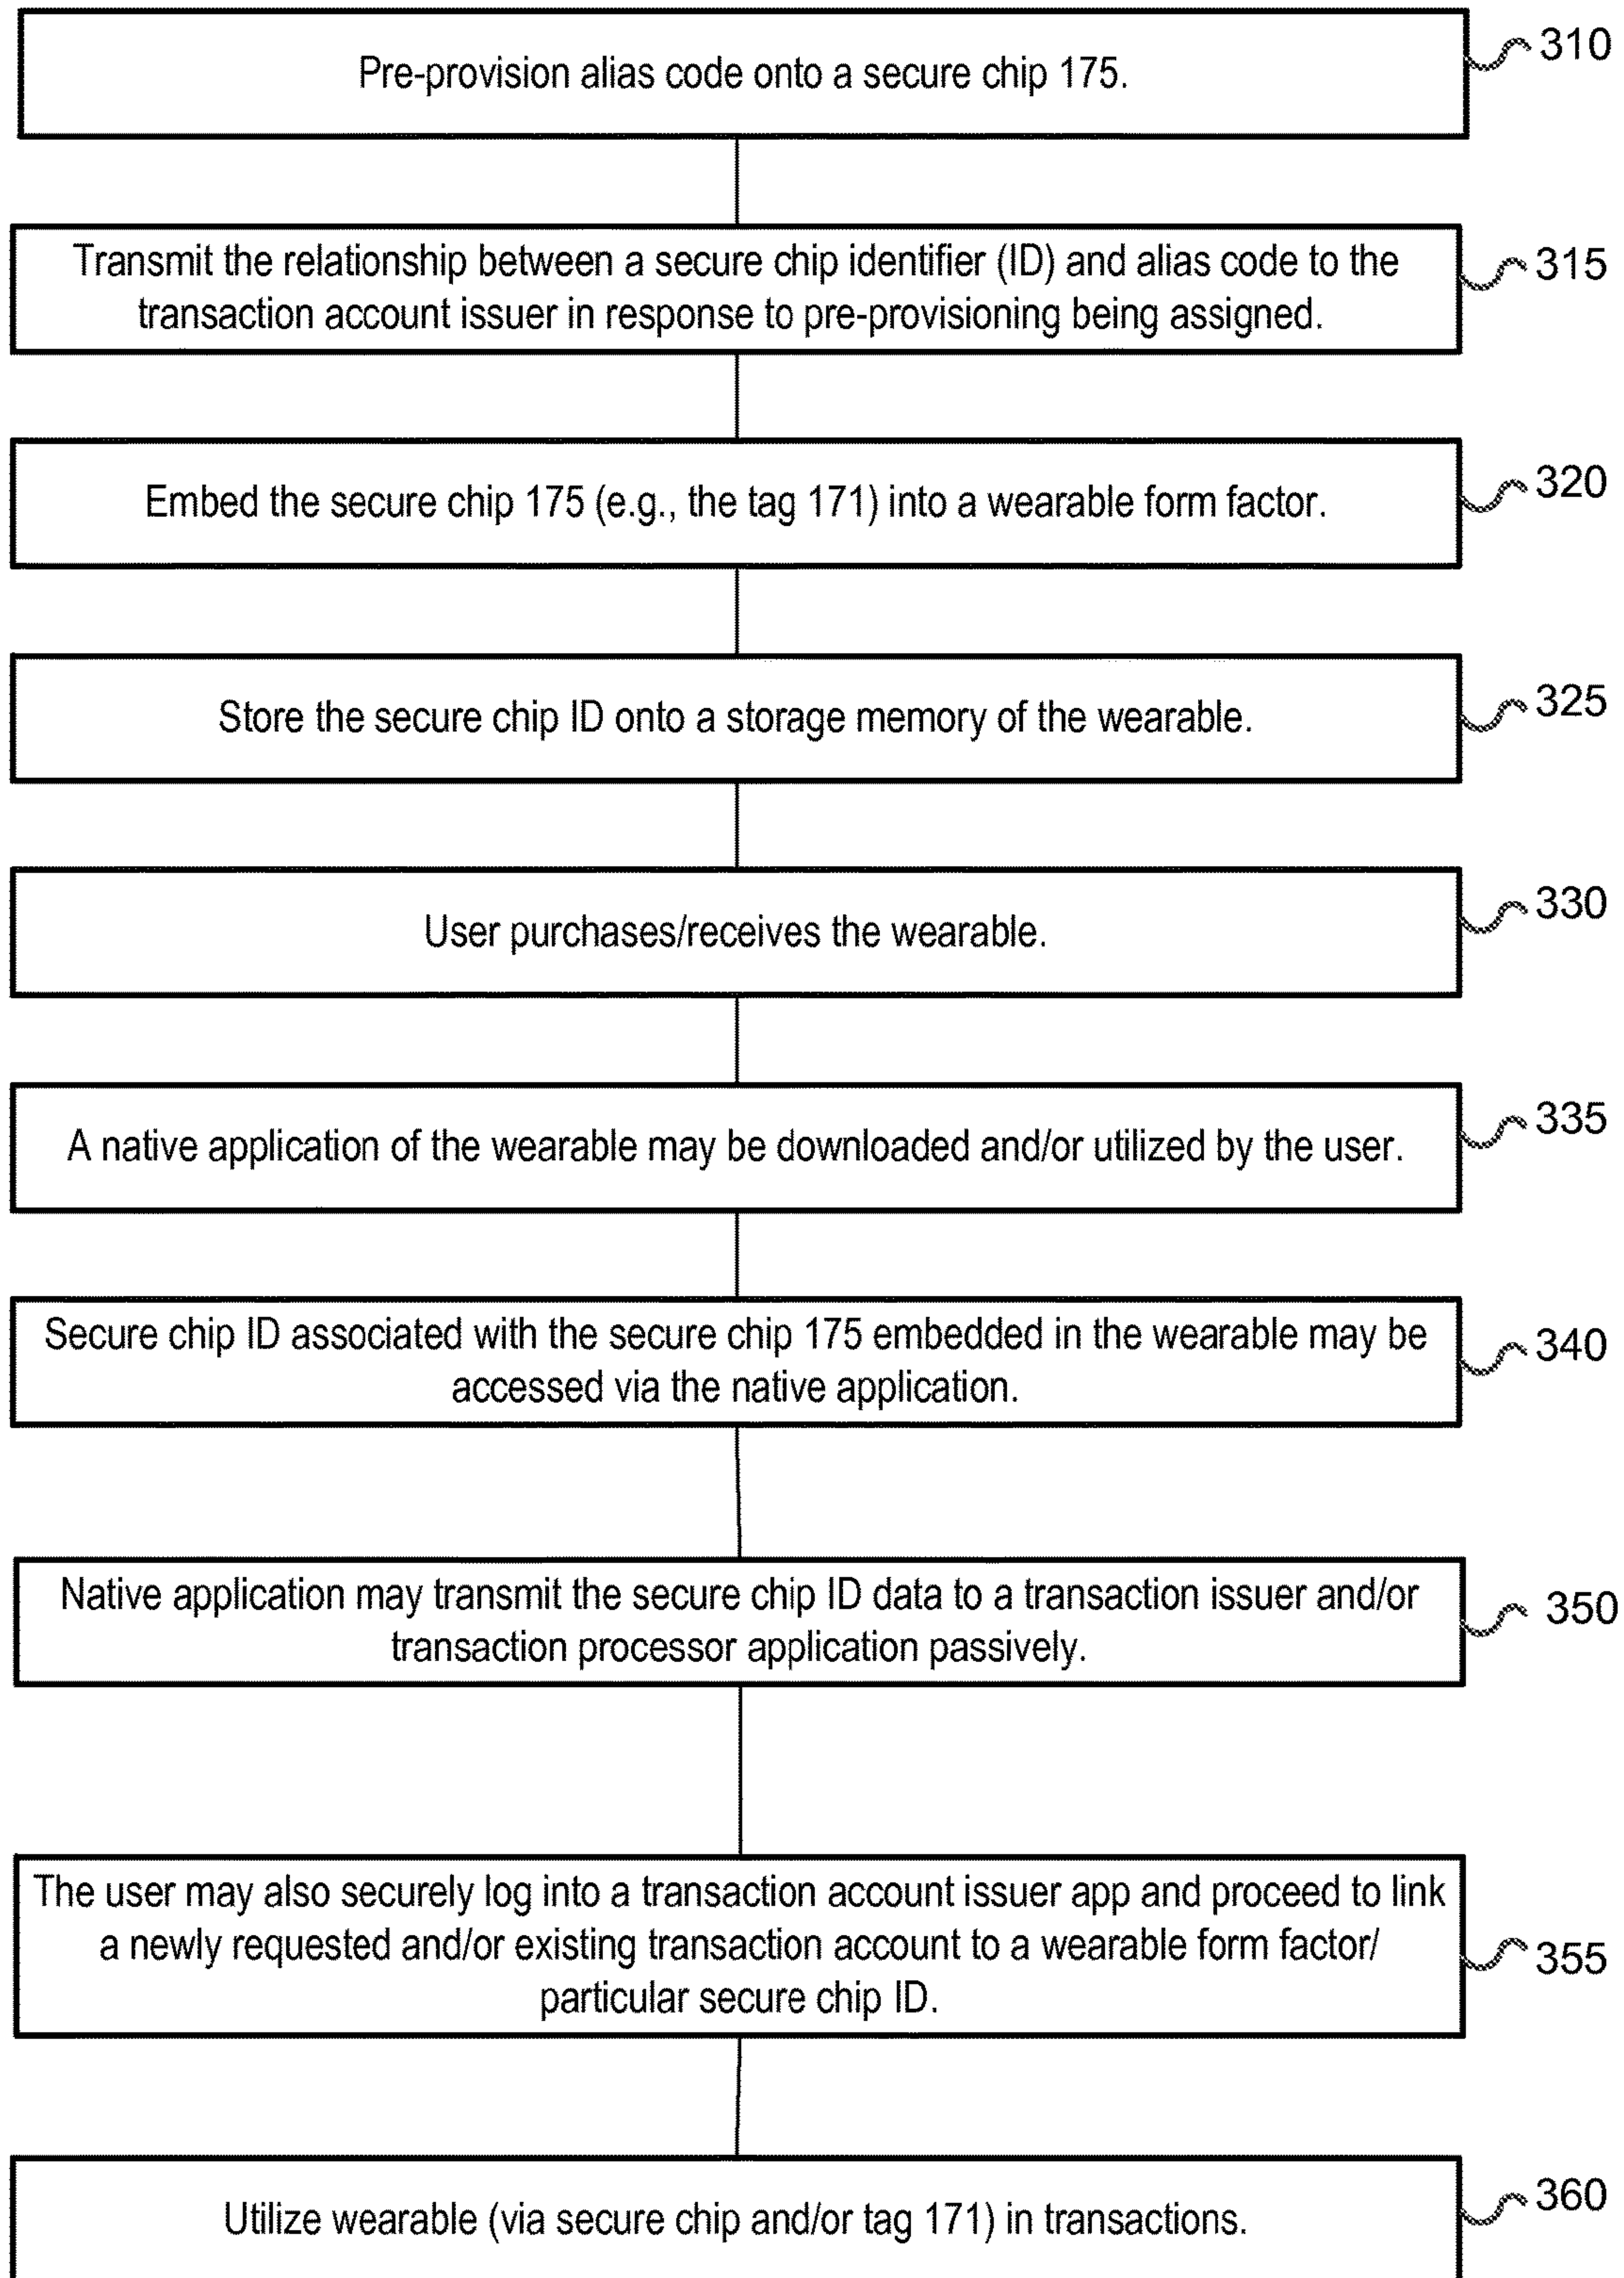 Pre-provision alias code onto a secure chip 175.
310
Transmit the relationship between a secure chip identifier (ID) and alias code to the
transaction account issuer in response to pre-provisioning being assigned.
315
Embed the secure chip 175 (e.g., the tag 171) into a wearable form factor.
320
Store the secure chip ID onto a storage memory of the wearable.
325
User purchases/receives the wearable.
330
A native application of the wearable may be downloaded and/or utilized by the user.
335
Secure chip ID associated with the secure chip 175 embedded in the wearable may be
accessed via the native application.
340
Native application may transmit the secure chip ID data to a transaction issuer and/or
transaction processor application passively.
350
The user may also securely log into a transaction account issuer app and proceed to link
a newly requested and/or existing transaction account to a wearable form factor/
particular secure chip ID.
355
Utilize wearable (via secure chip and/or tag 171) in transactions.
360